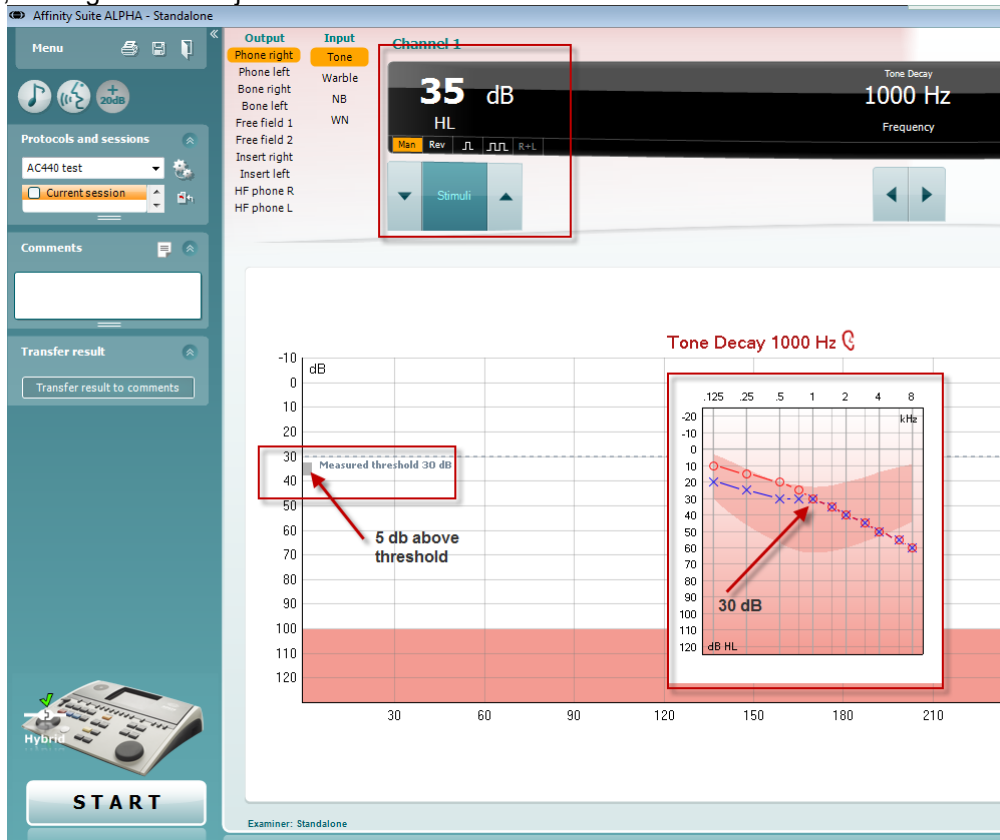 Affinity Suite ALPHA - Standalone
Menu
+
20dB
Protocols and sessions
AC440 test
Current session
Comments
Transfer result
Transfer result to comments
Hybrid
START
Output
Phone right
Phone left
Bone right
Bone left
Free field 1
Free field 2
Insert right
Insert left
HF phone R
HF phone L
Input
Tone
Warble
NB
WN
Channel 1
35 dB
HL
Man Rev R+L
Stimuli
Tone Decay
1000 Hz
Frequency
Tone Decay 1000 Hz
dB
-10
0
10
20
30
40
50
60
70
80
90
100
110
120
Measured threshold 30 dB
5 db above
threshold
30 60 90 120 150 180 210
.125 .25 .5 1 2 4 8
kHz
-20
-10
0
10
20
30
40
50
60
70
80
90
100
110
120
dB HL
30 dB
Examiner: Standalone